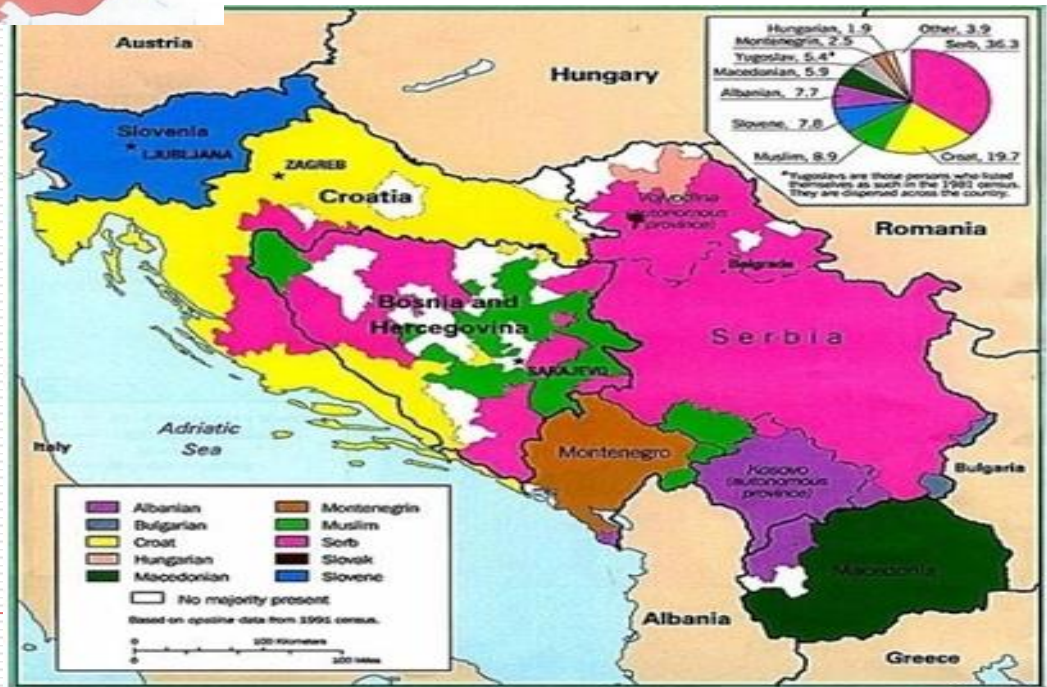 Austria
Hungary
Hungarian, 1.9
Other, 3.9
Montenegrin, 2.5
Serb, 36.3
Yugoslav, 5.4*
Macedonian, 5.9
Albanian, 7.7
Slovene, 7.8
Muslim, 8.9
Croat, 19.7
*Yugoslavs are those persons who listed
themselves as such in the 1981 census.
They are dispersed across the country.
Slovenia
LJUBLJANA
ZAGREB
Croatia
(autonomous
province)
Romania
Belgrade
Bosnia and
Hercegovina
SARAJEVO
Serbia
Adriatic
Sea
Italy
Montenegro
Kosovo
(autonomous
province)
Bulgaria
Macedonia
Albania
Greece
Albanian
Bulgarian
Croat
Hungarian
Macedonian
Montenegrin
Muslim
Serb
Slovak
Slovene
No majority present
Based on opstina data from 1991 census.
0 100 Kilometers
0 100 Miles